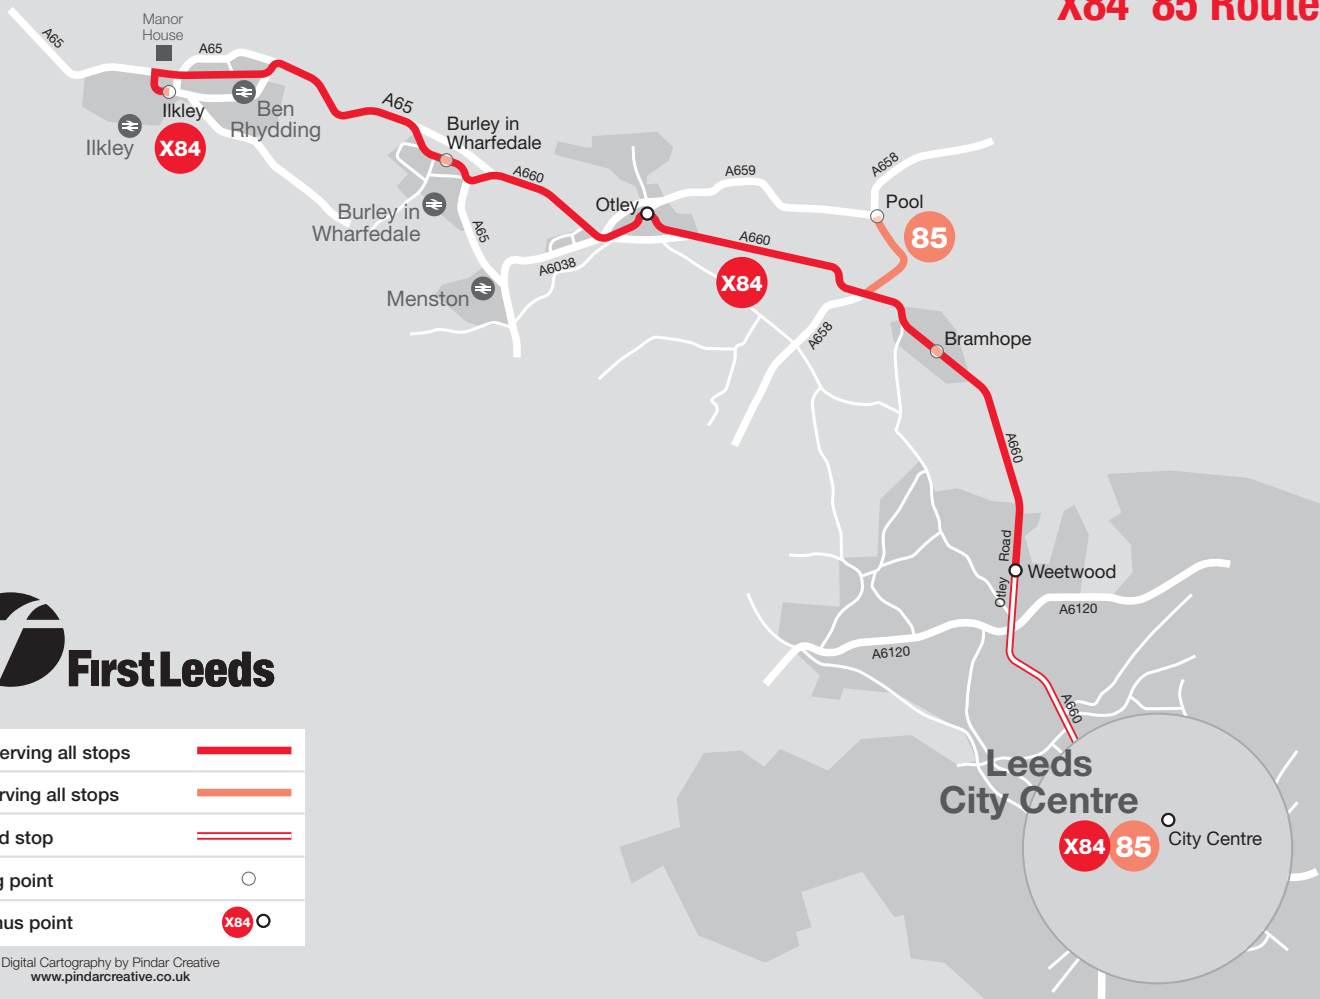 X84 85 Route
A65
Manor
House
A65
Ilkley
Ben
Rhydding
Ilkley
X84
A65
Burley in
Wharfedale
A660
Burley in
Wharfedale
A65
Menston
A6038
Otley
A659
A658
Pool
85
A660
X84
A658
Bramhope
A660
Otley Road
Weetwood
A6120
A6120
A660
Leeds
City Centre
X84 85
City Centre
First Leeds
erving all stops
rving all stops
d stop
g point
nus point
X84
Digital Cartography by Pindar Creative
www.pindarcreative.co.uk